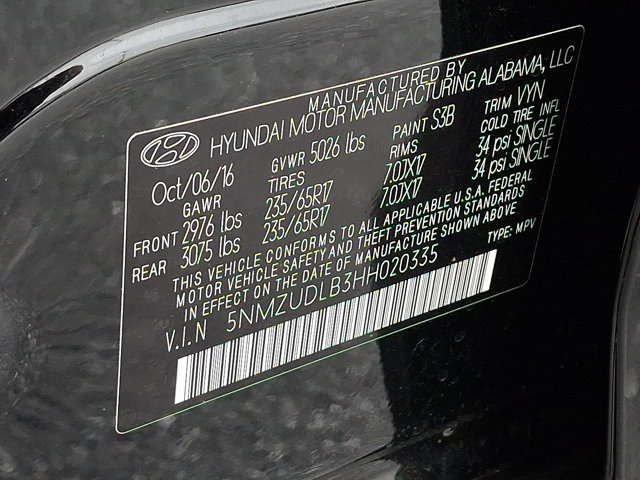 MANUFACTURED BY
HYUNDAI MOTOR MANUFACTURING ALABAMA, LLC
Oct/06/16 GVWR 5026 lbs PAINT S3B TRIM VYN
GAWR TIRES RIMS COLD TIRE INFL
FRONT 2976 lbs 235/65R17 7.0JX17 34 psi SINGLE
REAR 3075 lbs 235/65R17 7.0JX17 34 psi SINGLE
THIS VEHICLE CONFORMS TO ALL APPLICABLE U.S.A. FEDERAL
MOTOR VEHICLE SAFETY AND THEFT PREVENTION STANDARDS
IN EFFECT ON THE DATE OF MANUFACTURE SHOWN ABOVE
V.I.N 5NMZUDLB3HH020335 TYPE: MPV